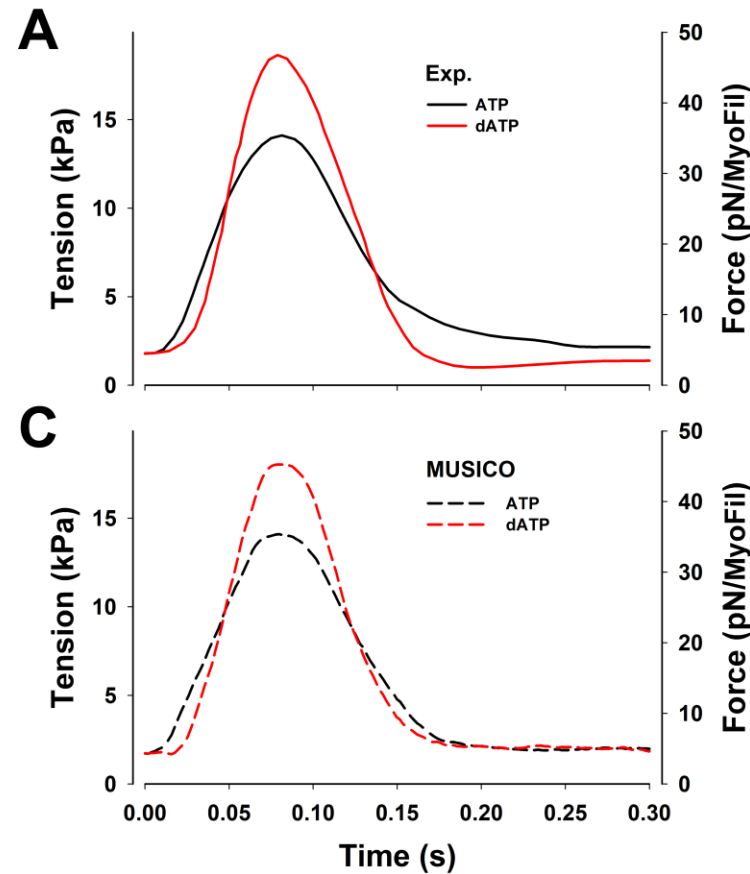 A
Exp.
ATP
dATP
Tension (kPa)
15
10
5
0
Force (pN/MyoFil)
50
40
30
20
10
0
C
MUSICO
ATP
dATP
Tension (kPa)
15
10
5
0
Force (pN/MyoFil)
50
40
30
20
10
0
0.00 0.05 0.10 0.15 0.20 0.25 0.30
Time (s)